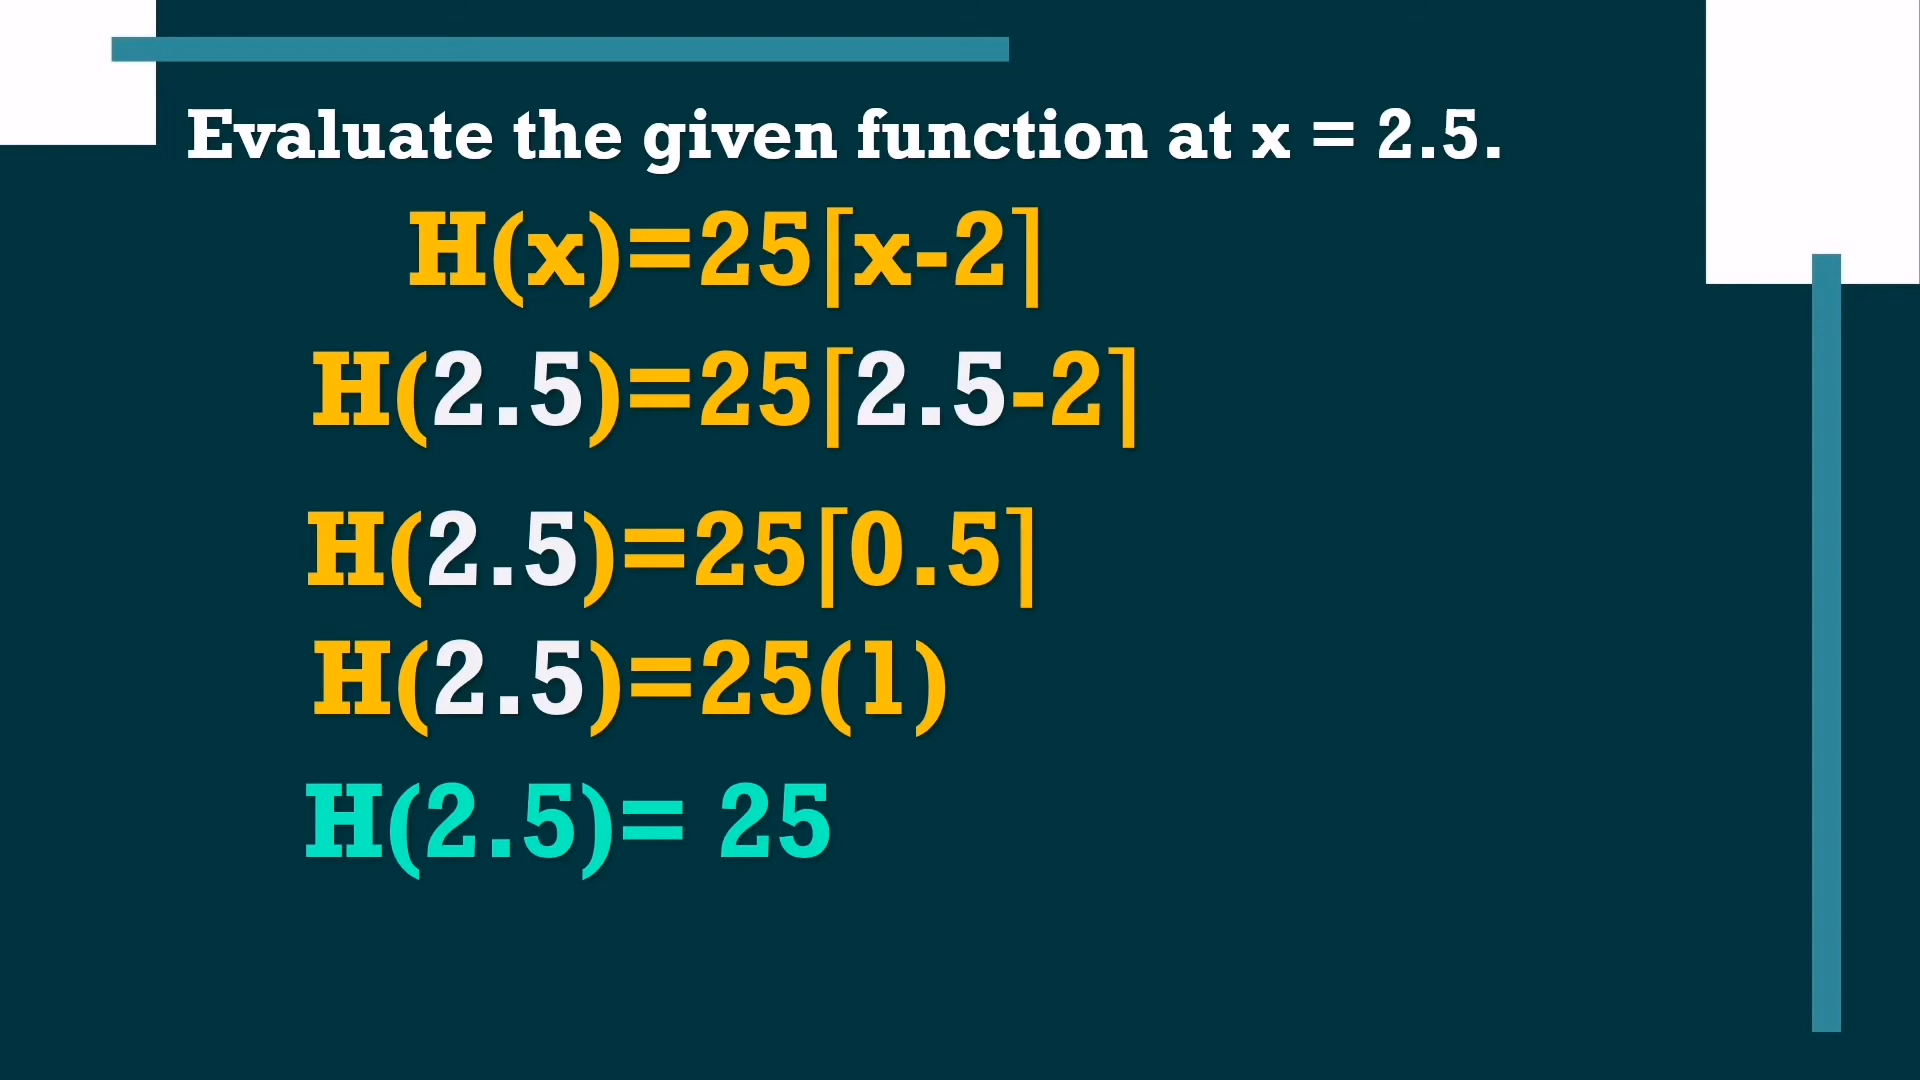 Evaluate the given function at x = 2.5.
H(x)=25⌈x-2⌉
H(2.5)=25⌈2.5-2⌉
H(2.5)=25⌈0.5⌉
H(2.5)=25(1)
H(2.5)= 25